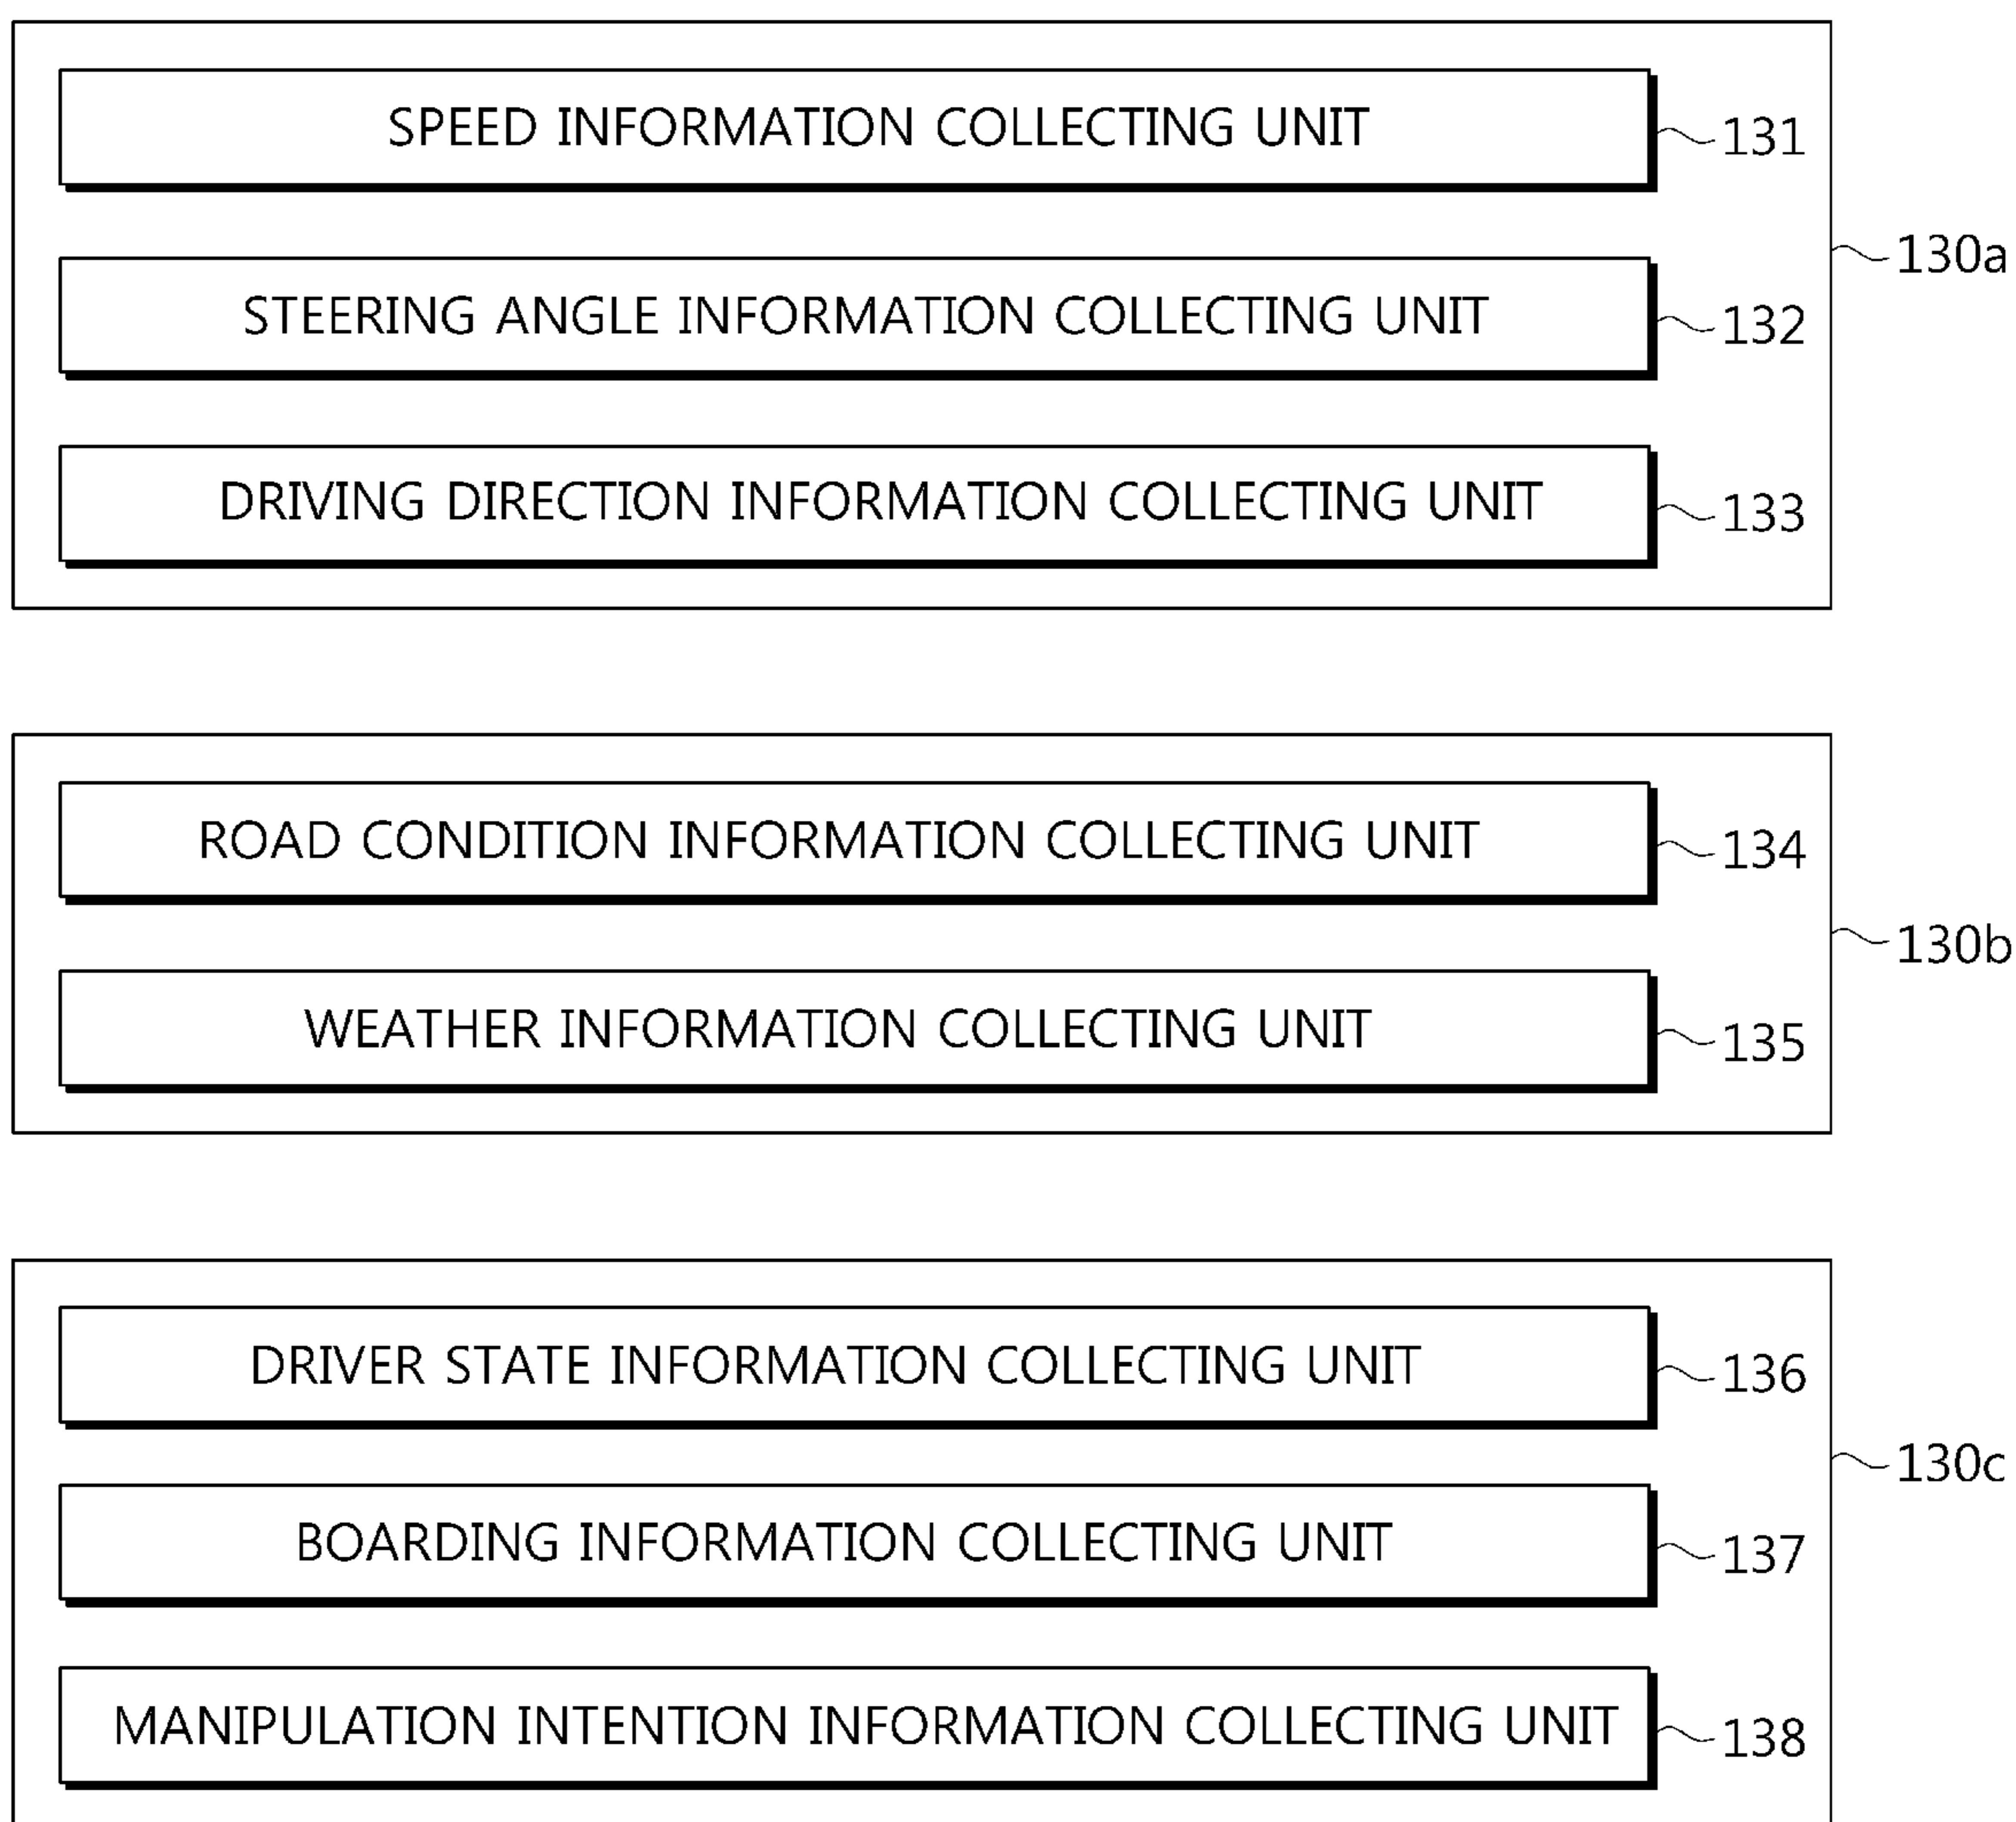 SPEED INFORMATION COLLECTING UNIT
131
130a
STEERING ANGLE INFORMATION COLLECTING UNIT
132
DRIVING DIRECTION INFORMATION COLLECTING UNIT
133
ROAD CONDITION INFORMATION COLLECTING UNIT
134
130b
WEATHER INFORMATION COLLECTING UNIT
135
DRIVER STATE INFORMATION COLLECTING UNIT
136
130c
BOARDING INFORMATION COLLECTING UNIT
137
MANIPULATION INTENTION INFORMATION COLLECTING UNIT
138